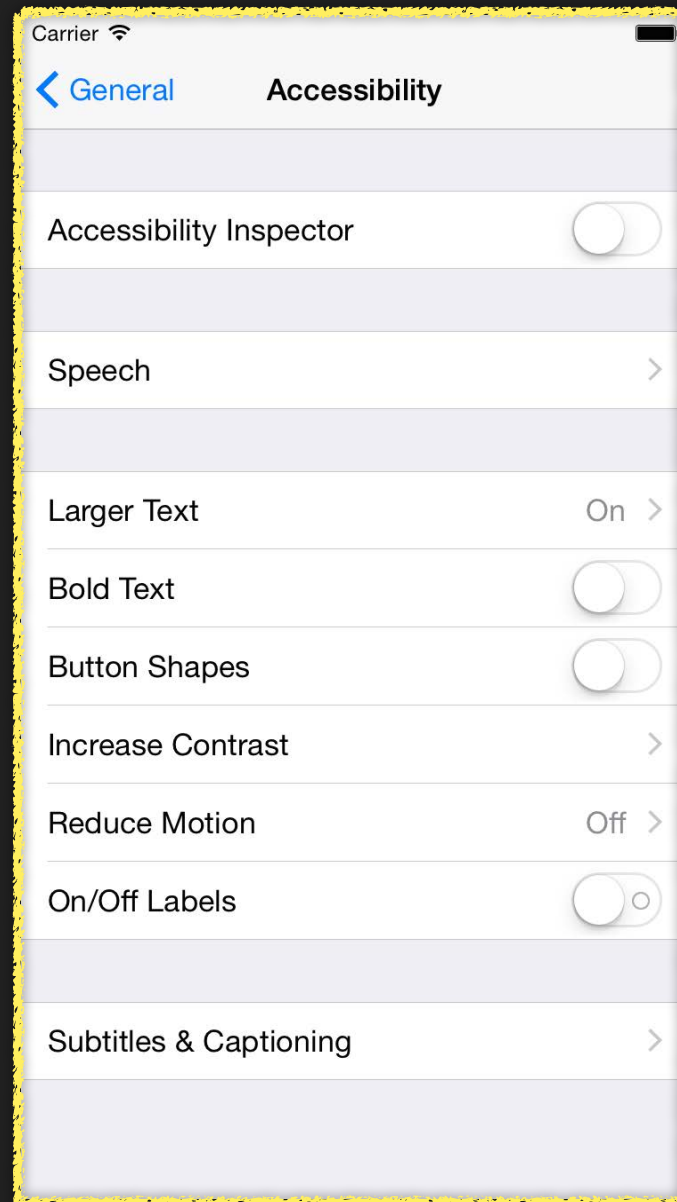 Carrier
General Accessibility
Accessibility Inspector
Speech
Larger Text On
Bold Text
Button Shapes
Increase Contrast
Reduce Motion Off
On/Off Labels
Subtitles & Captioning